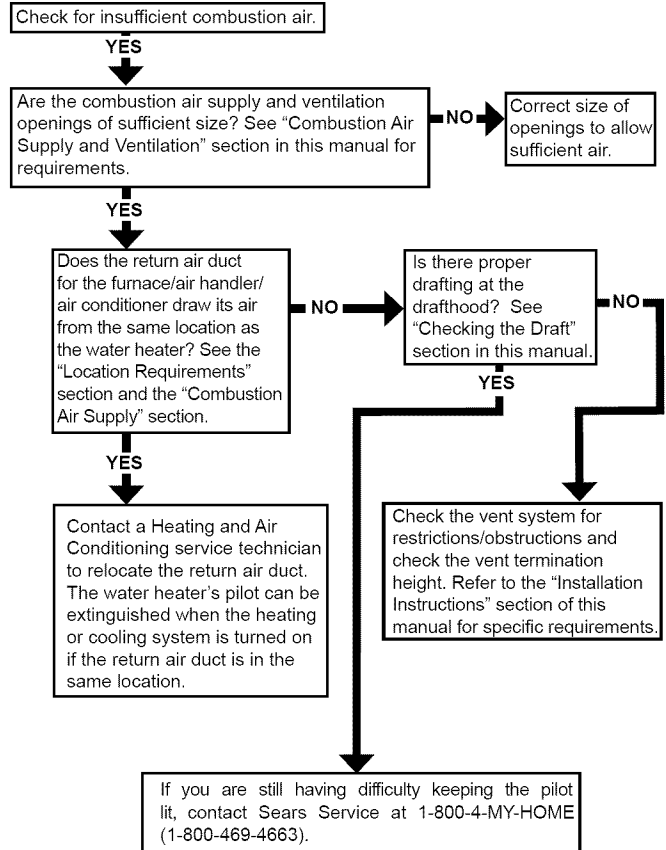 Check for insufficient combustion air.
YES
Are the combustion air supply and ventilation
openings of sufficient size? See “Combustion Air
Supply and Ventilation” section in this manual for
requirements.
NO
Correct size of
openings to allow
sufficient air.
YES
Does the return air duct
for the furnace/air handler/
air conditioner draw its air
from the same location as
the water heater? See the
“Location Requirements”
section and the “Combustion
Air Supply” section.
NO
Is there proper
drafting at the
drafthood? See
“Checking the Draft”
section in this manual.
NO
YES
YES
Contact a Heating and Air
Conditioning service technician
to relocate the return air duct.
The water heater’s pilot can be
extinguished when the heating
or cooling system is turned on
if the return air duct is in the
same location.
Check the vent system for
restrictions/obstructions and
check the vent termination
height. Refer to the “Installation
Instructions” section of this
manual for specific requirements.
If you are still having difficulty keeping the pilot
lit, contact Sears Service at 1-800-4-MY-HOME
(1-800-469-4663).